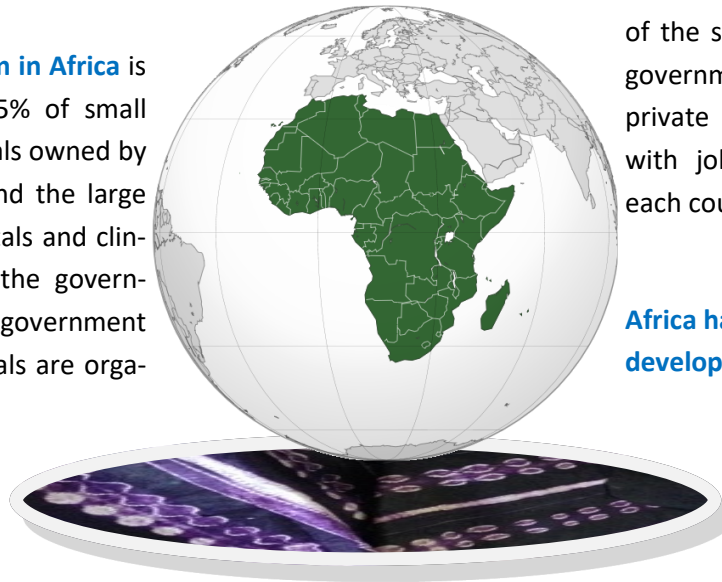 in Africa is
5% of small
als owned by
nd the large
tals and clin-
the govern-
government
als are orga-
of the s
governm
private
with jol
each cou
Africa ha
develop